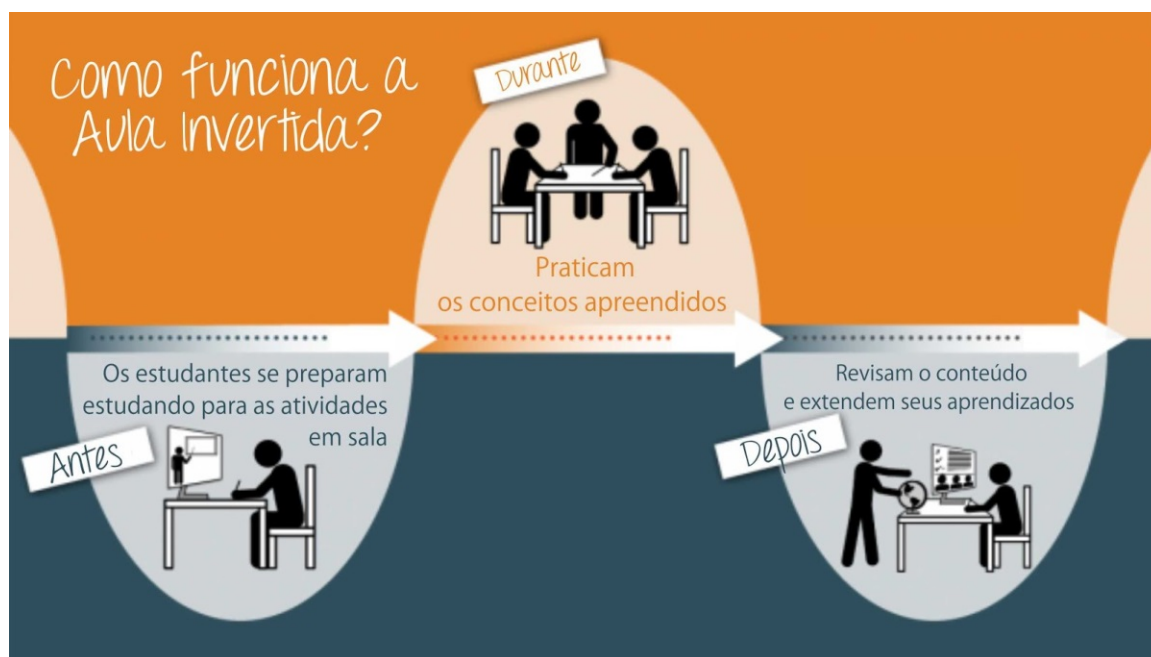 Como funciona a
Aula Invertida?
Antes
Os estudantes se preparam
estudando para as atividades
em sala
Durante
Praticam
os conceitos apreendidos
Depois
Revisam o conteúdo
e extendem seus aprendizados